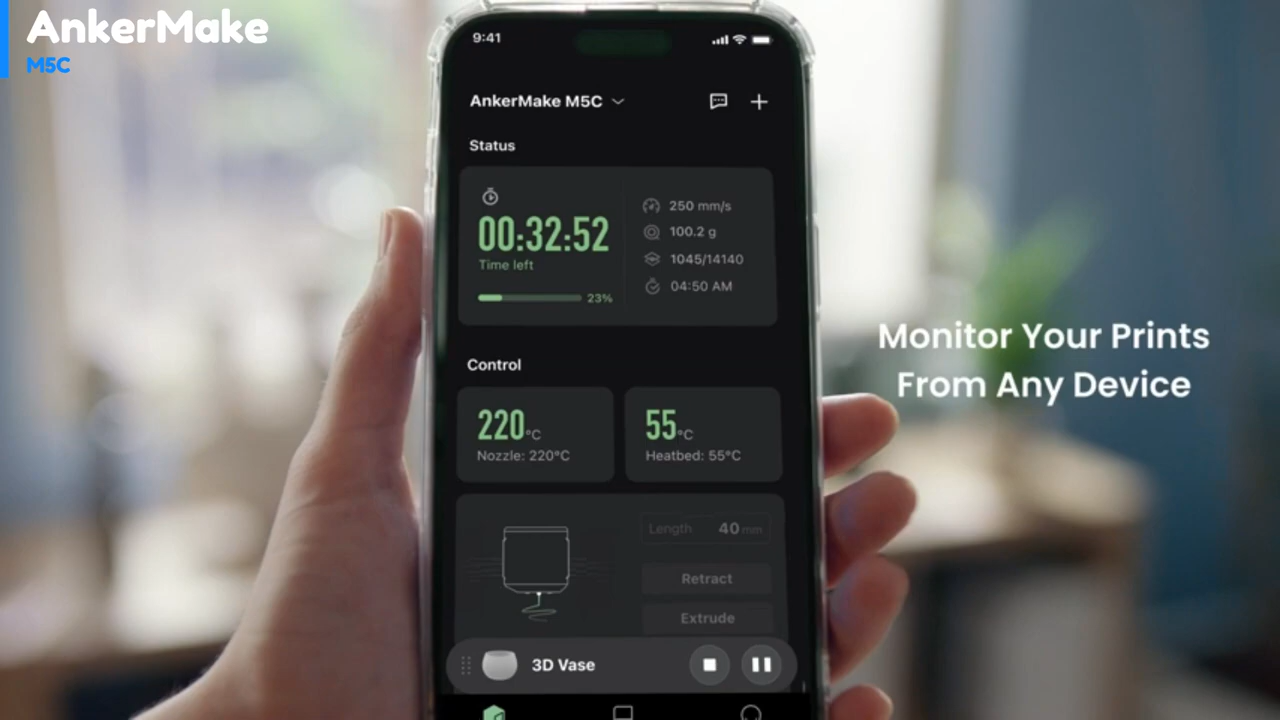 AnkerMake
M5C
9:41
AnkerMake M5C
Status
00:32:52
Time left
23%
250 mm/s
100.2 g
1045/14140
04:50 AM
Monitor Your Prints
From Any Device
Control
220°C
Nozzle: 220°C
55°C
Heatbed: 55°C
Length 40 mm
Retract
Extrude
3D Vase